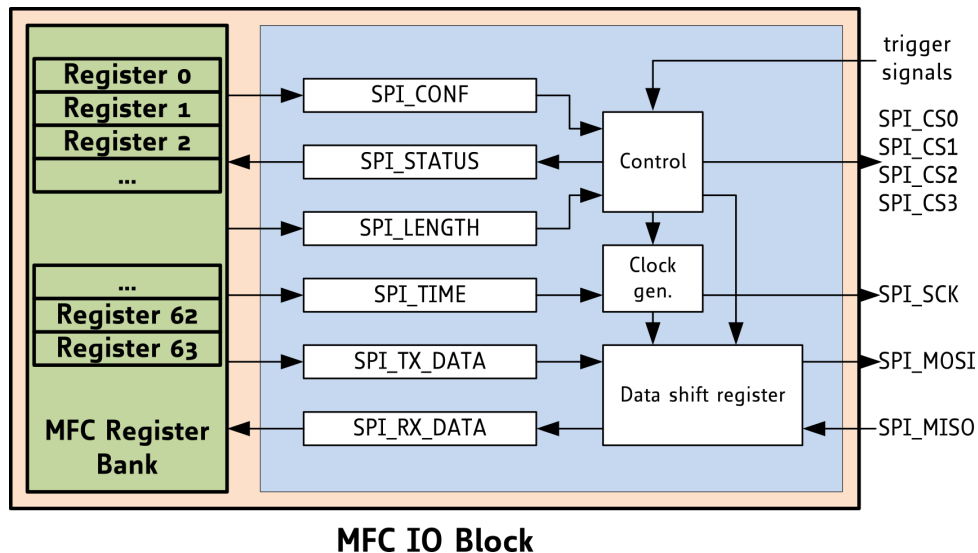 Register 0
Register 1
Register 2
...
...
Register 62
Register 63
MFC Register
Bank
SPI_CONF
SPI_STATUS
SPI_LENGTH
SPI_TIME
SPI_TX_DATA
SPI_RX_DATA
Control
Clock
gen.
Data shift register
trigger
signals
SPI_CS0
SPI_CS1
SPI_CS2
SPI_CS3
SPI_SCK
SPI_MOSI
SPI_MISO
MFC IO Block